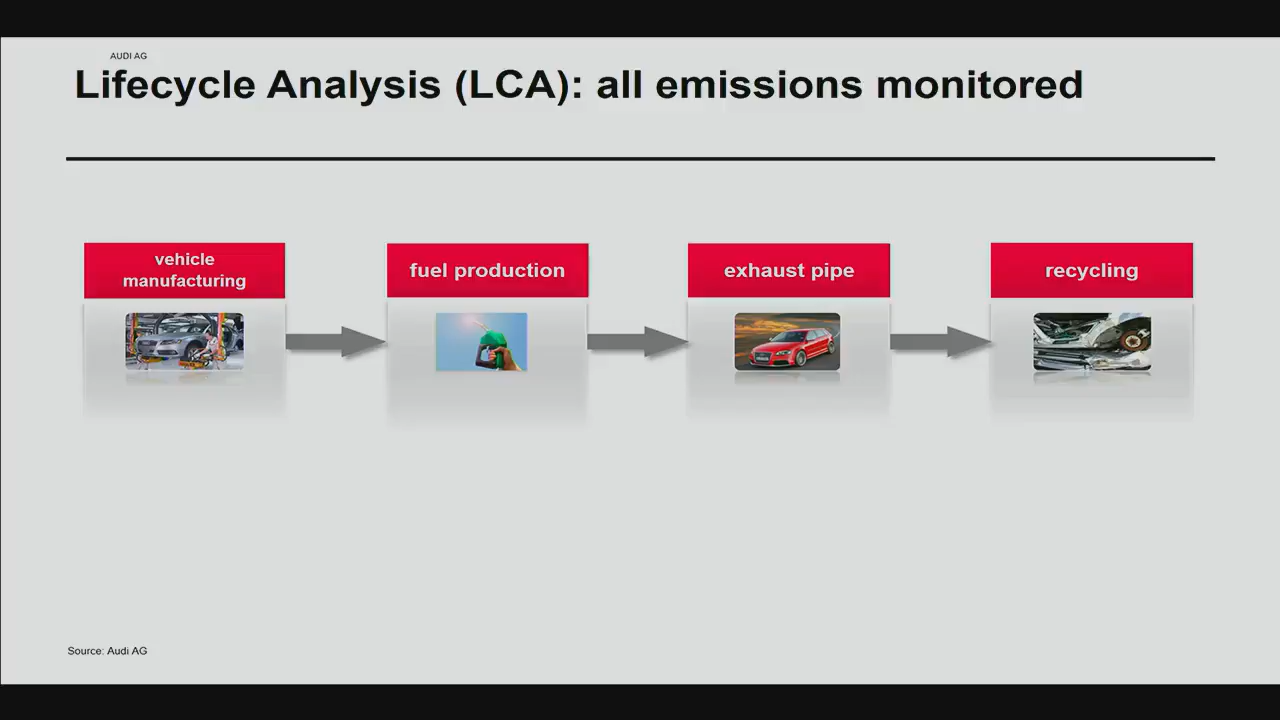 AUDI AG
Lifecycle Analysis (LCA): all emissions monitored
vehicle
manufacturing
fuel production
exhaust pipe
recycling
Source: Audi AG